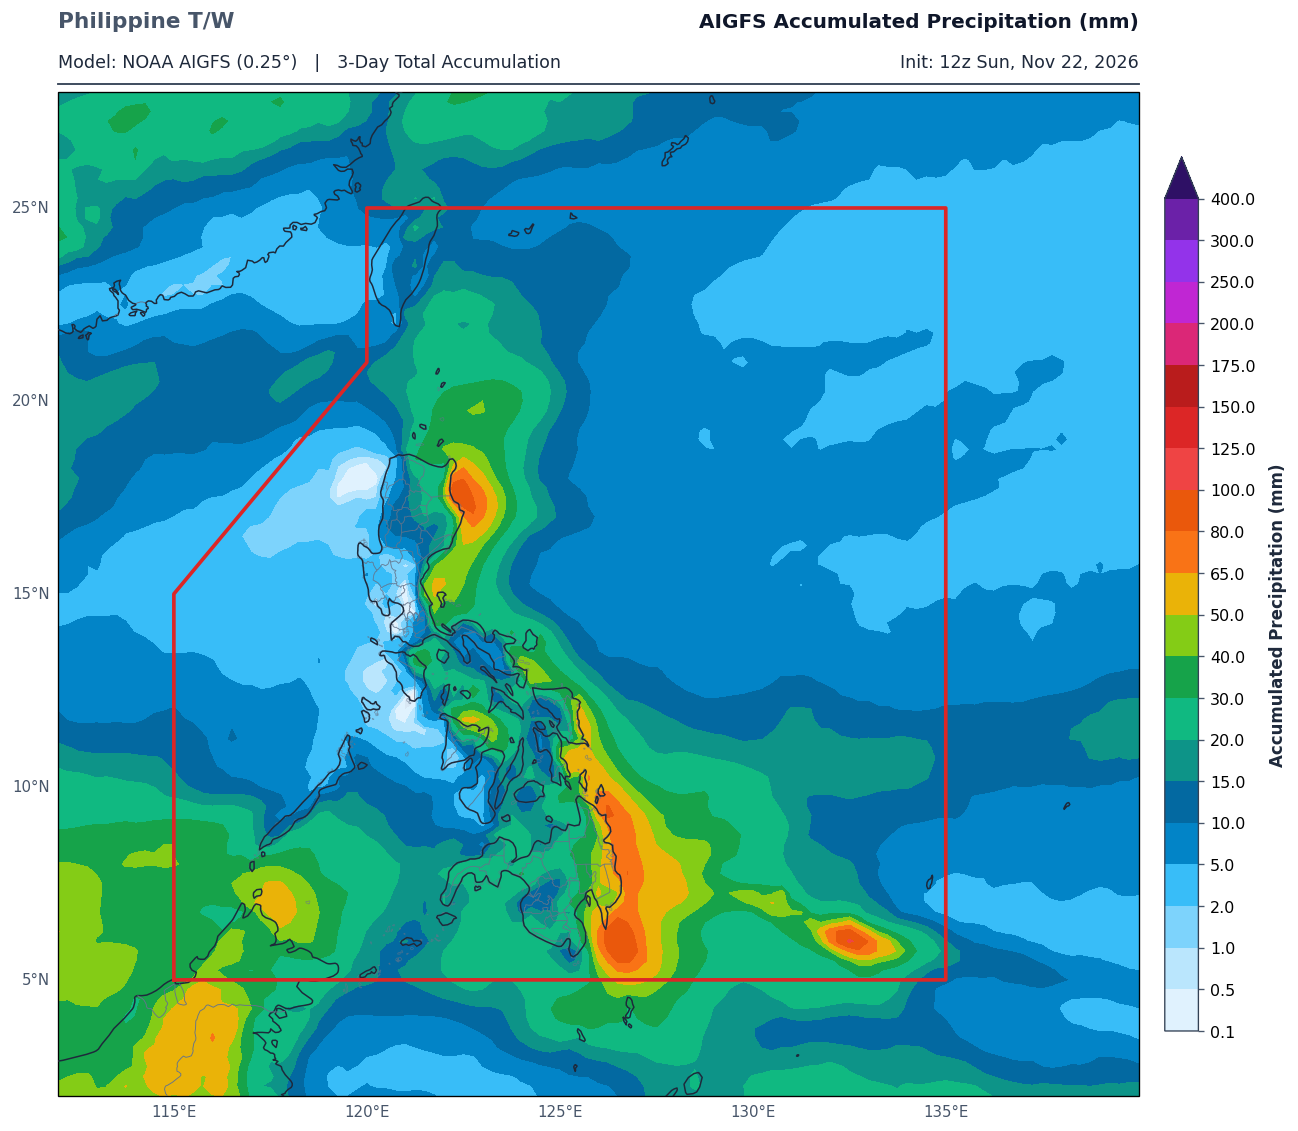 Philippine T/W
AIGFS Accumulated Precipitation (mm)
Model: NOAA AIGFS (0.25°)   |   3-Day Total Accumulation
Init: 12z Sun, Nov 22, 2026
25°N
20°N
15°N
10°N
5°N
115°E
120°E
125°E
130°E
135°E
400.0
300.0
250.0
200.0
175.0
150.0
125.0
100.0
80.0
65.0
50.0
40.0
30.0
20.0
15.0
10.0
5.0
2.0
1.0
0.5
0.1
Accumulated Precipitation (mm)